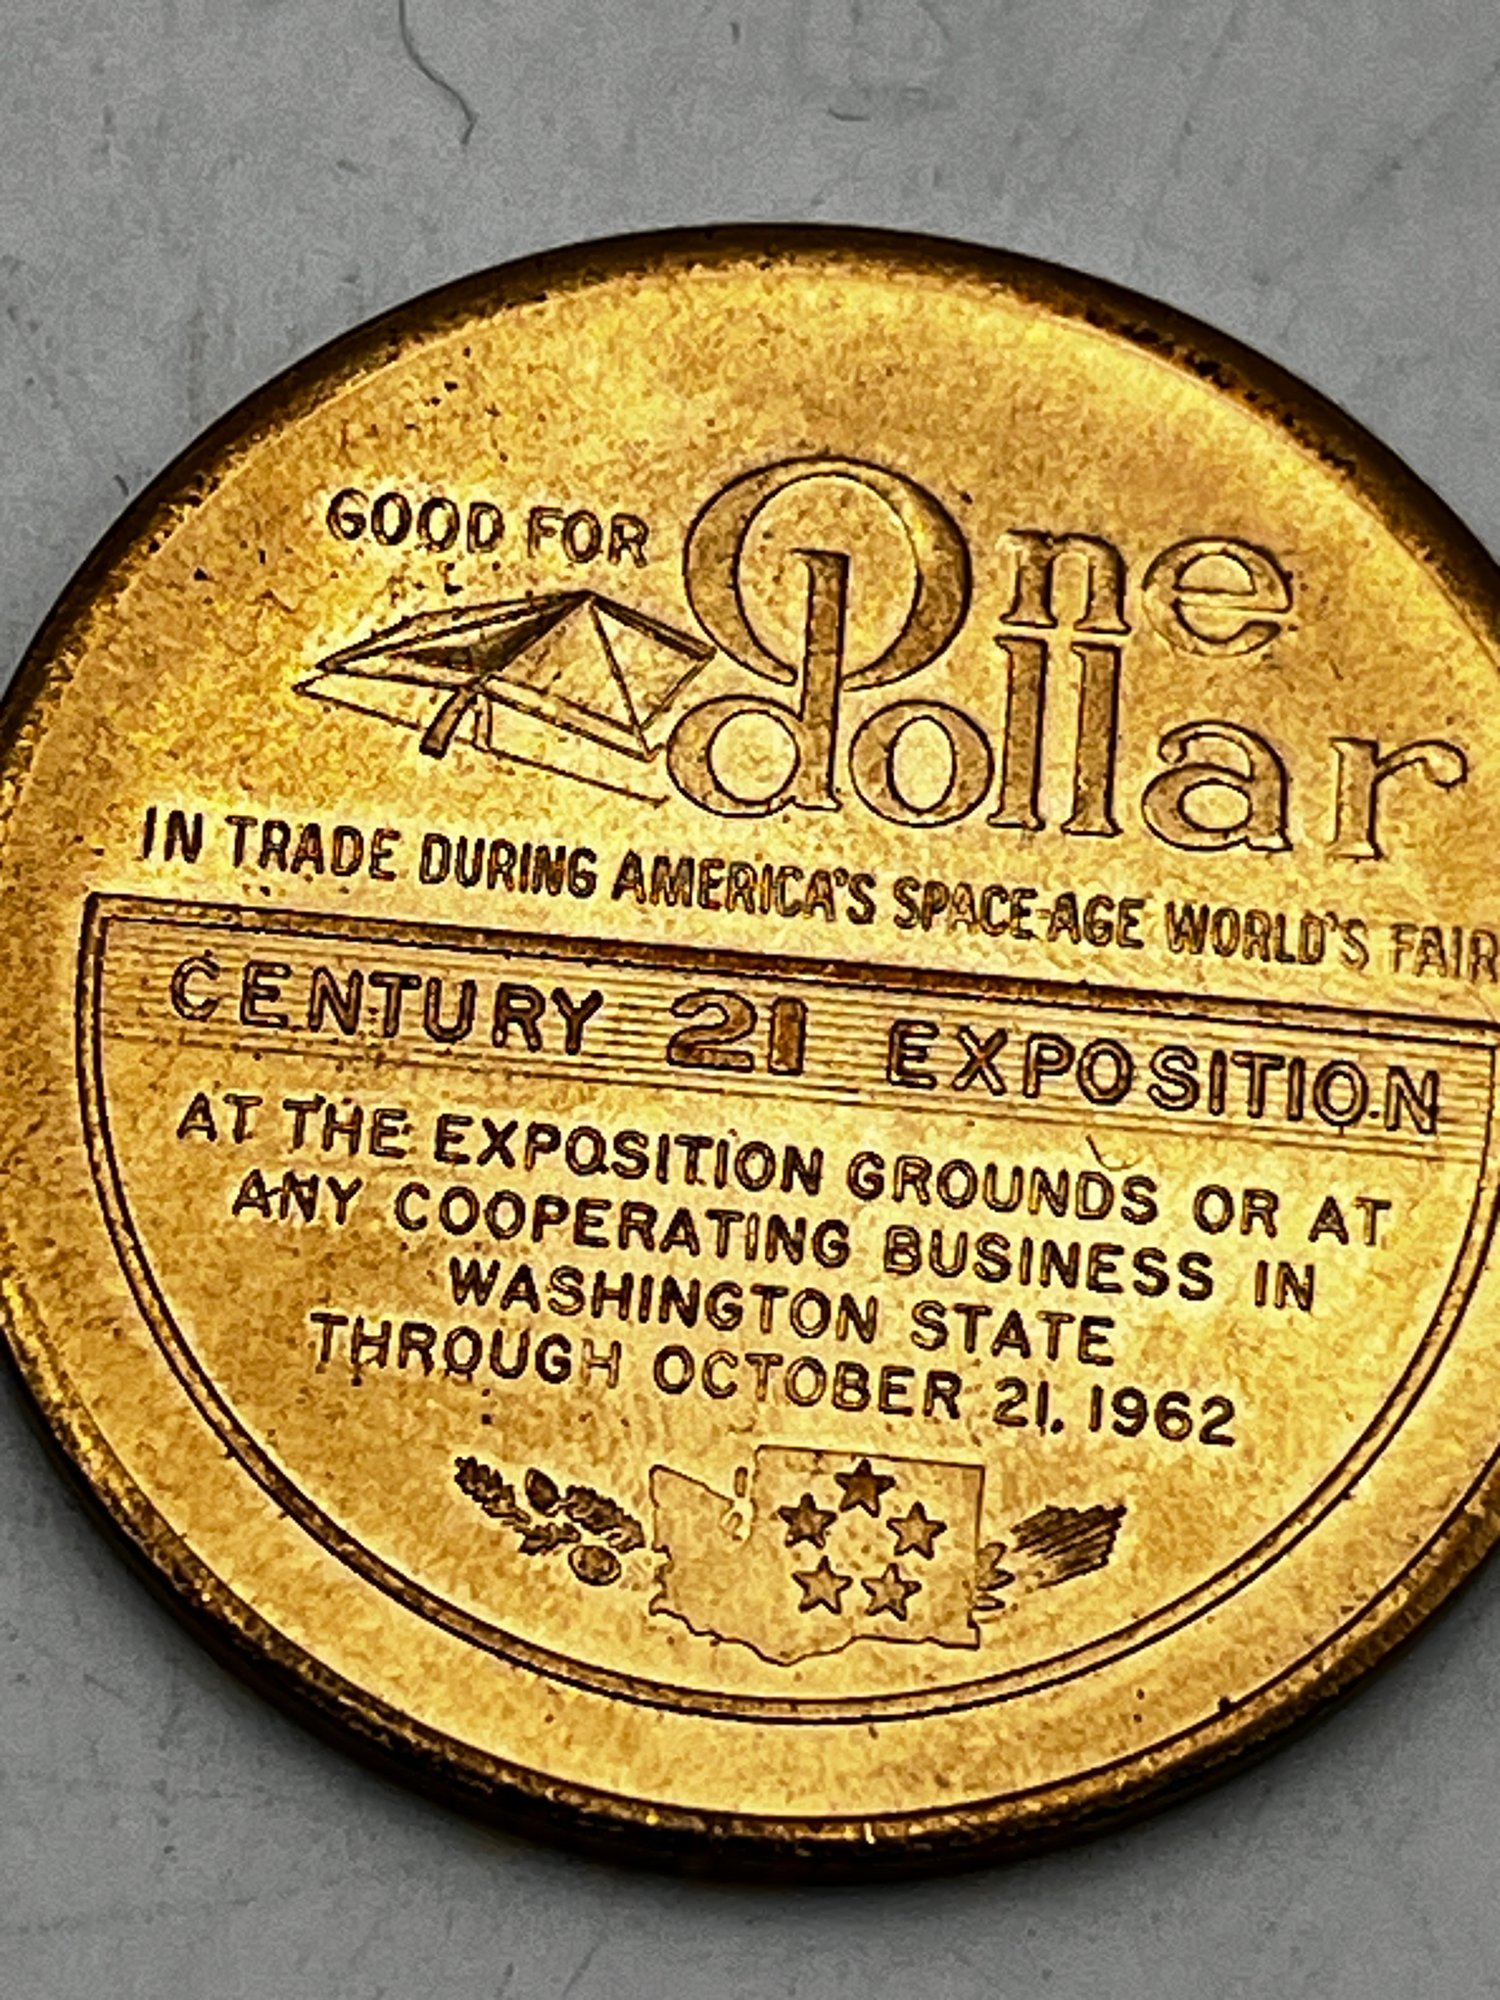 GOOD FOR One
dollar
IN TRADE DURING AMERICA'S SPACE-AGE WORLD'S FAIR
CENTURY 21 EXPOSITION
AT THE EXPOSITION GROUNDS OR AT
ANY COOPERATING BUSINESS IN
WASHINGTON STATE
THROUGH OCTOBER 21, 1962